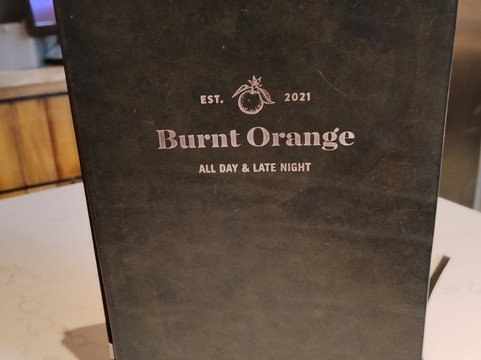 EST. 2021
Burnt Orange
ALL DAY & LATE NIGHT